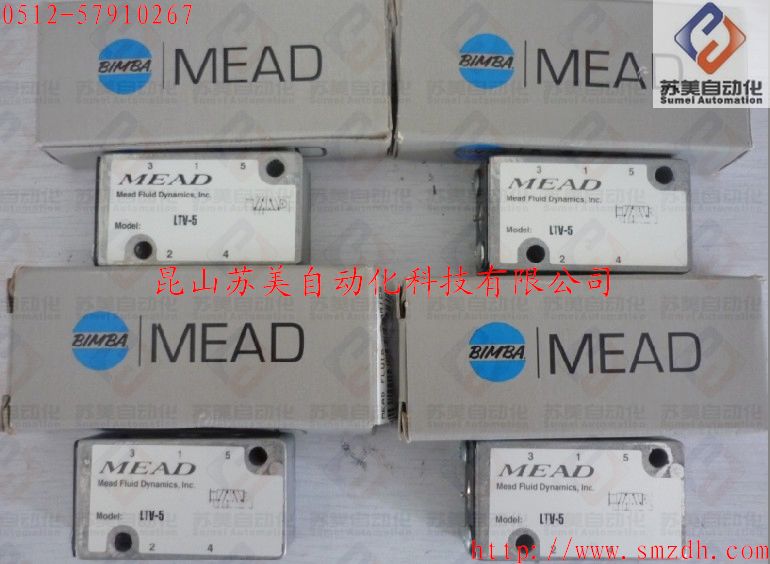 0512-57910267
苏美自动化
Sumei Automation
BIMBA
MEAD
BIMBA
MEAD
3 1 5
MEAD
Mead Fluid Dynamics, Inc.
Model: LTV-5
2 4
3 1 5
MEAD
Mead Fluid Dynamics, Inc.
Model: LTV-5
2 4
昆山苏美自动化科技有限公司
BIMBA
MEAD
BIMBA
MEAD
3 1 5
MEAD
Mead Fluid Dynamics, Inc.
Model: LTV-5
2 4
3 1 5
MEAD
Mead Fluid Dynamics, Inc.
Model: LTV-5
2
http://www.smzdh.com